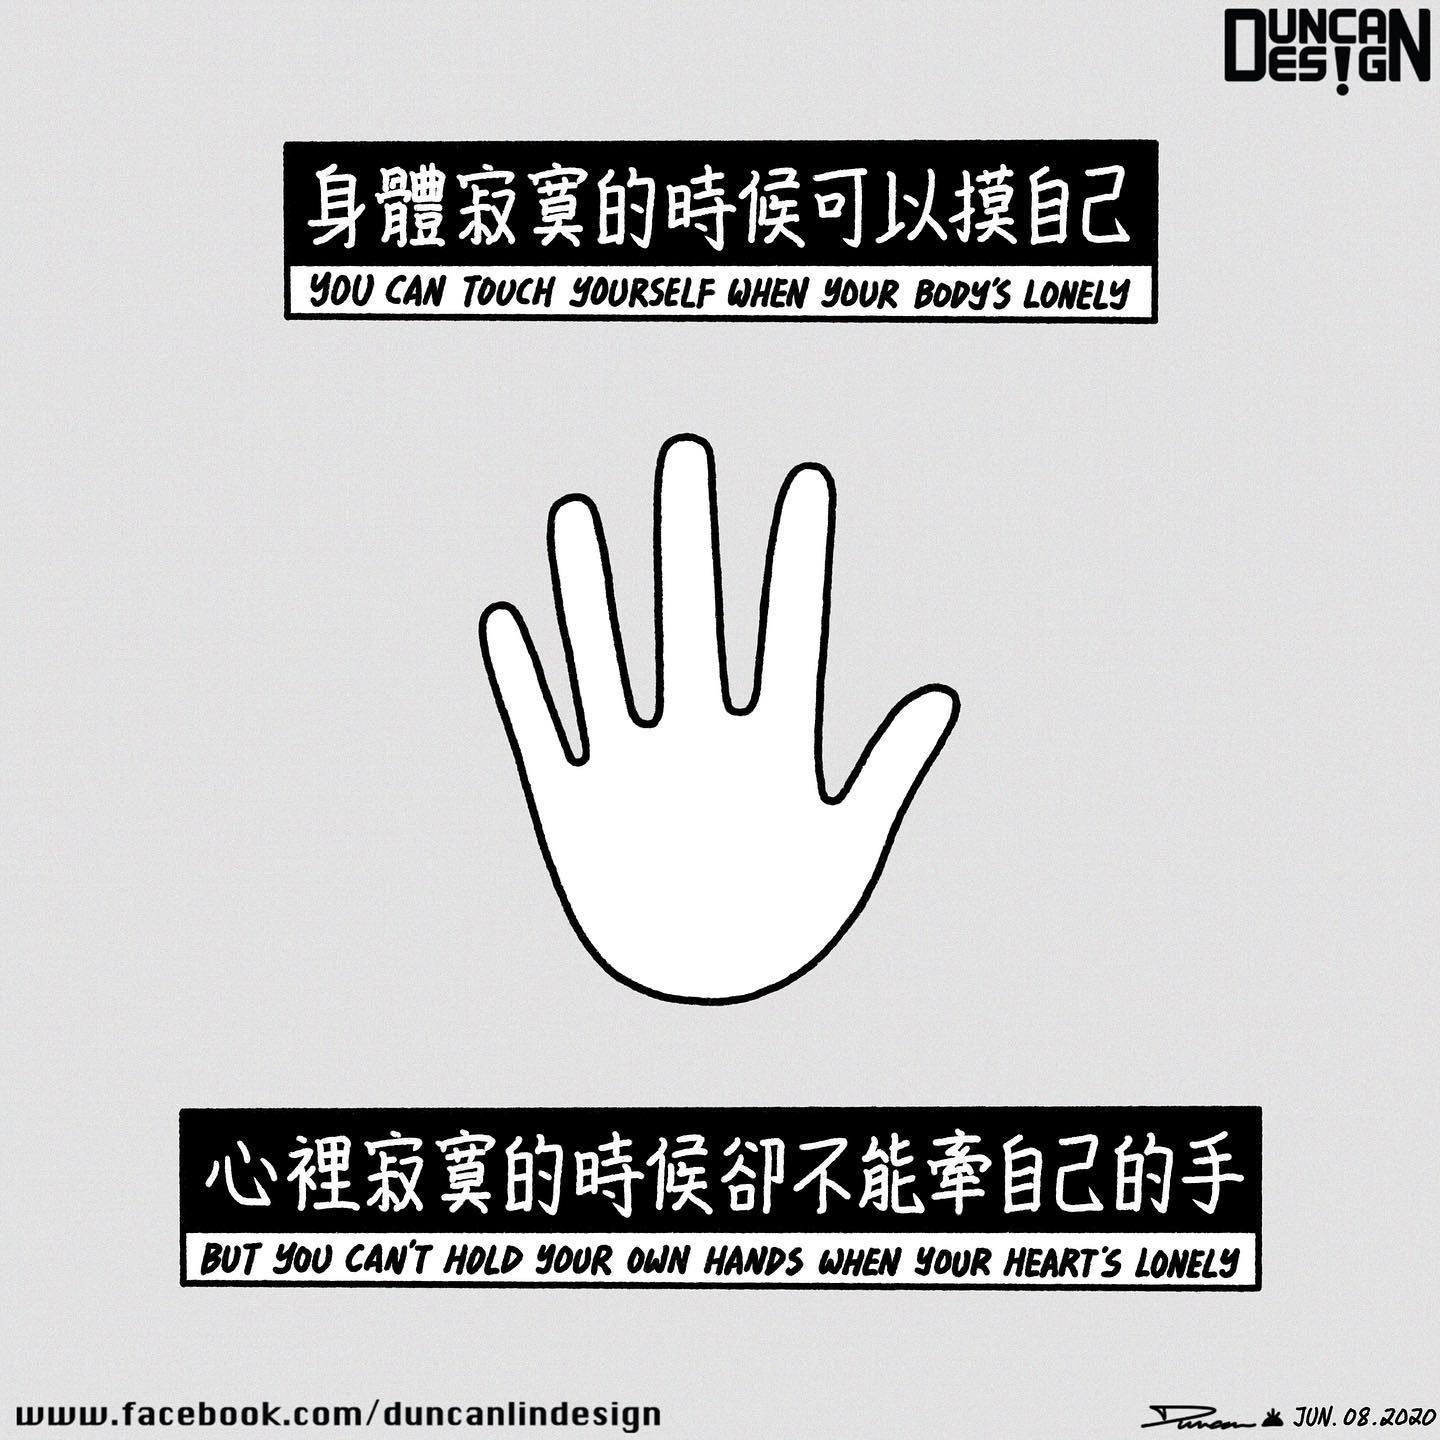 DUNCAN
DES!GN
身體寂寞的時候可以摸自己
YOU CAN TOUCH YOURSELF WHEN YOUR BODY'S LONELY
心裡寂寞的時候卻不能牽自己的手
BUT YOU CAN'T HOLD YOUR OWN HANDS WHEN YOUR HEART'S LONELY
www.facebook.com/duncanlindesign
Duncan JUN. 08. 2020